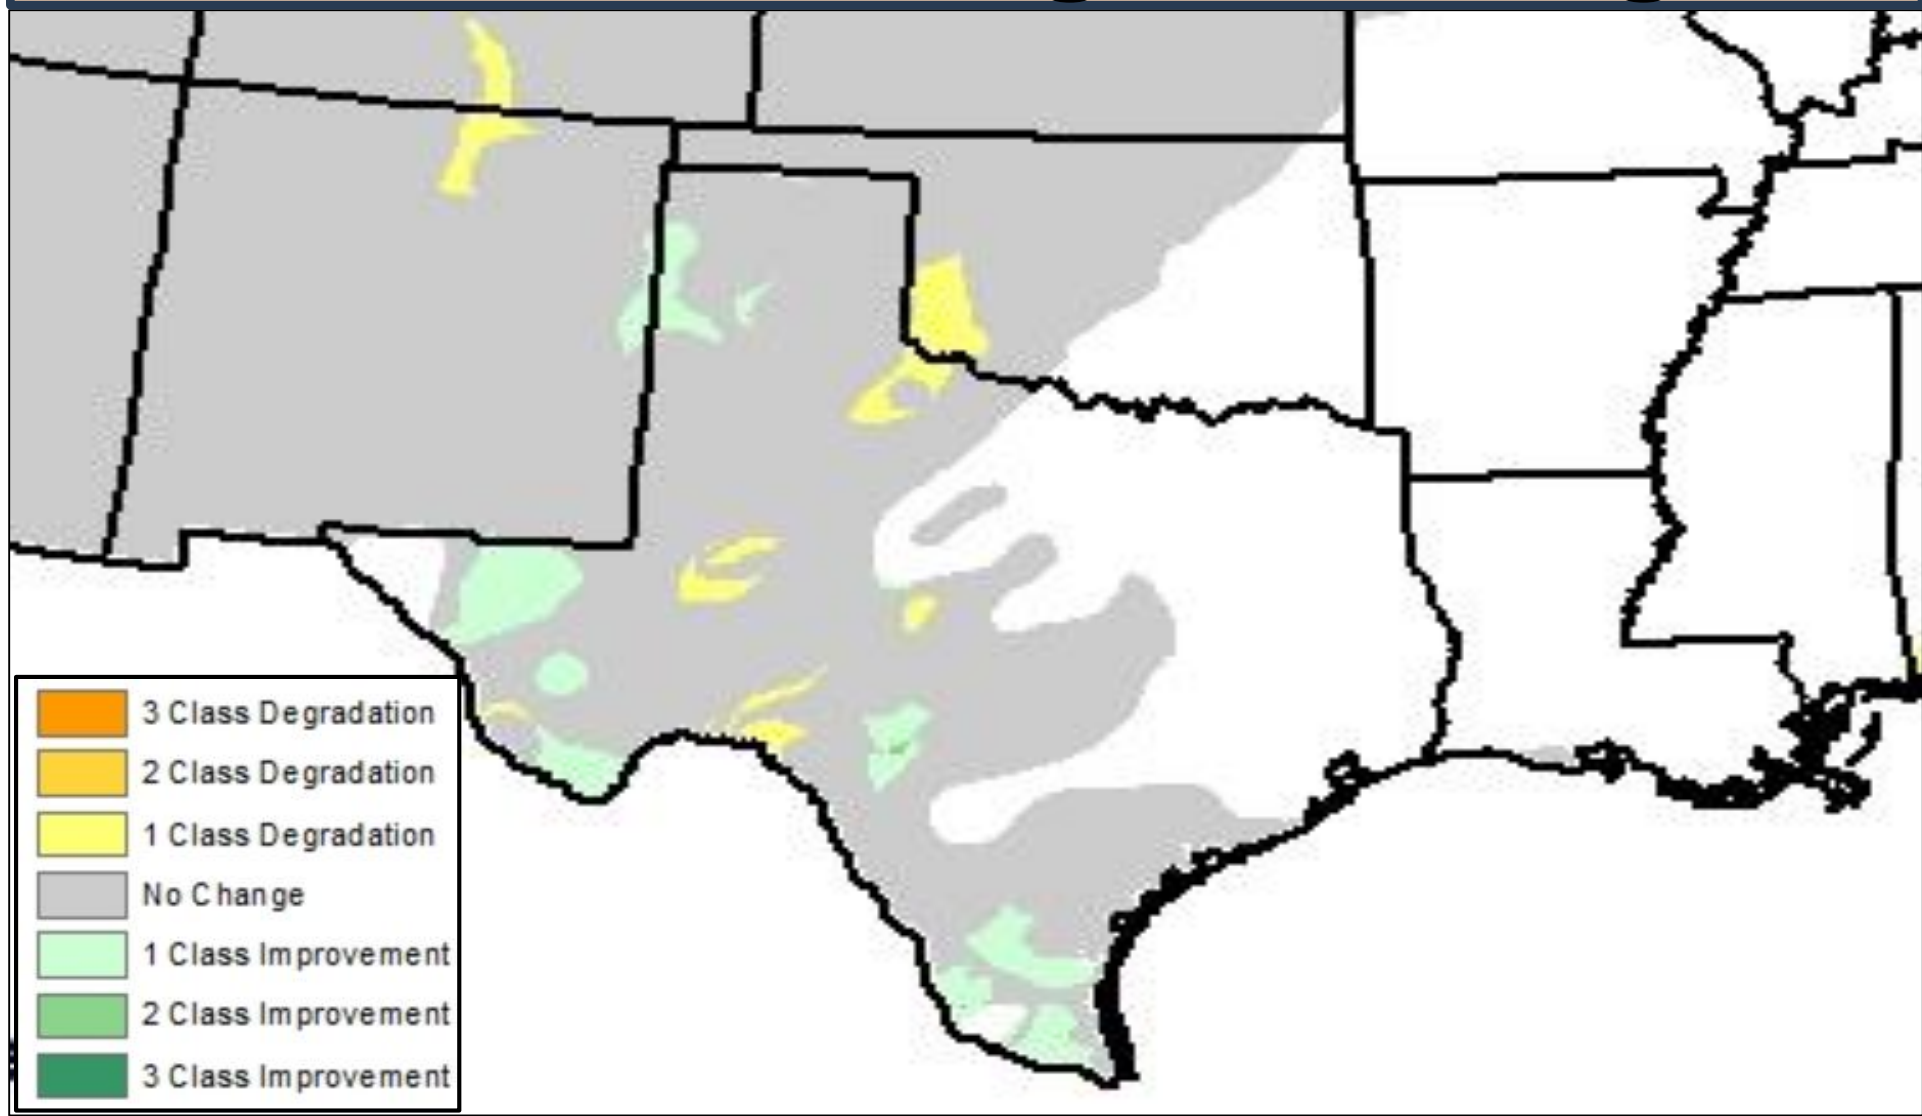 3 Class Degradation
2 Class Degradation
1 Class Degradation
No Change
1 Class Improvement
2 Class Improvement
3 Class Improvement